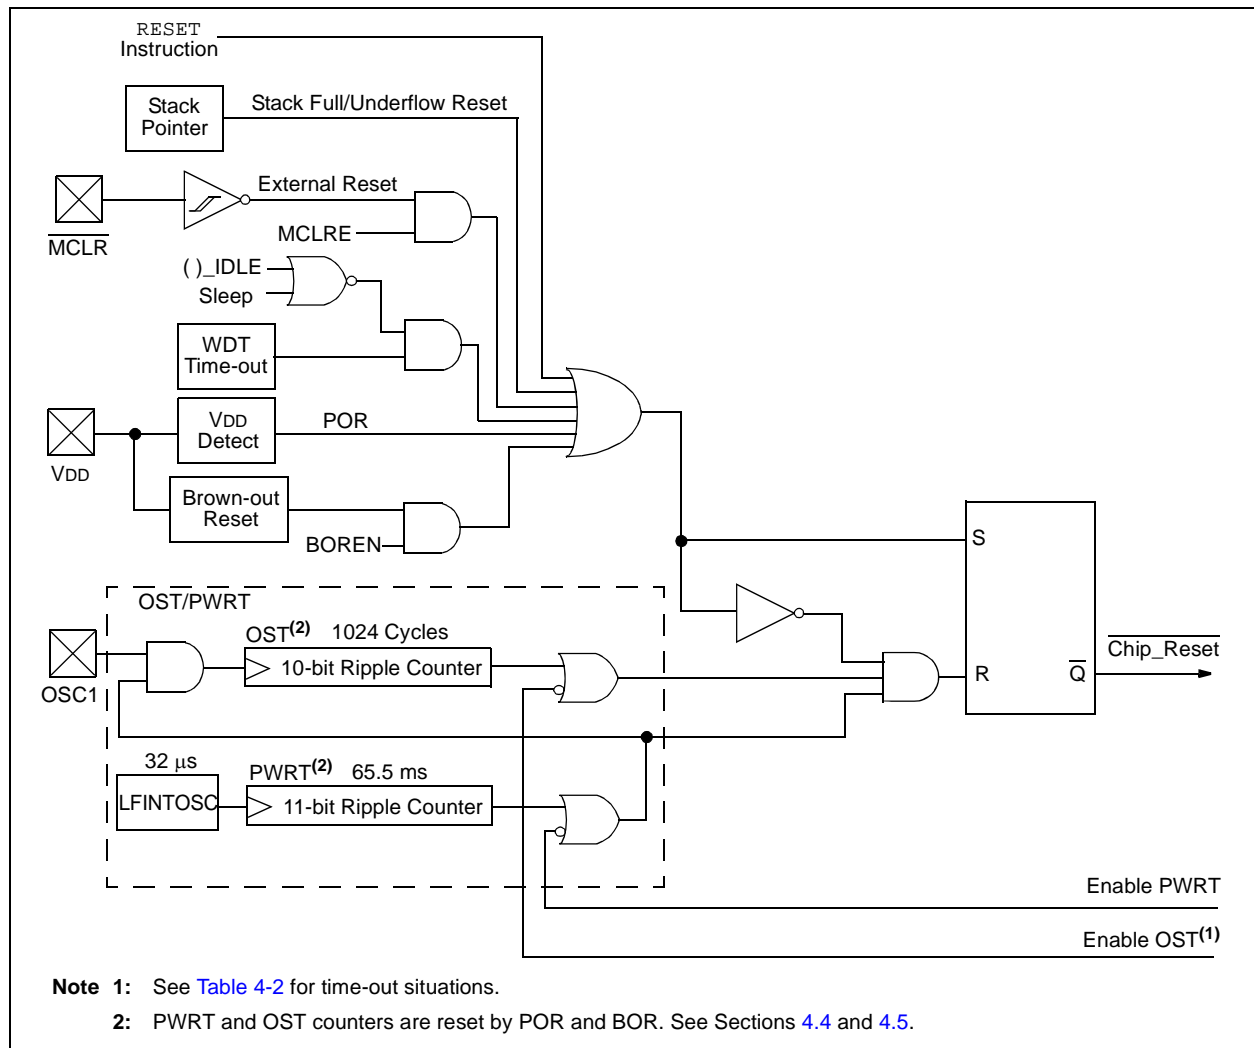 RESET
Instruction
Stack
Pointer
Stack Full/Underflow Reset
External Reset
MCLR
MCLRE
( )_IDLE
Sleep
WDT
Time-out
VDD
VDD
Detect
POR
Brown-out
Reset
BOREN
S
OST/PWRT
OST(2) 1024 Cycles
10-bit Ripple Counter
OSC1
R
Q
Chip_Reset
32 μs
LFINTOSC
PWRT(2) 65.5 ms
11-bit Ripple Counter
Enable PWRT
Enable OST(1)
Note 1: See Table 4-2 for time-out situations.
2: PWRT and OST counters are reset by POR and BOR. See Sections 4.4 and 4.5.